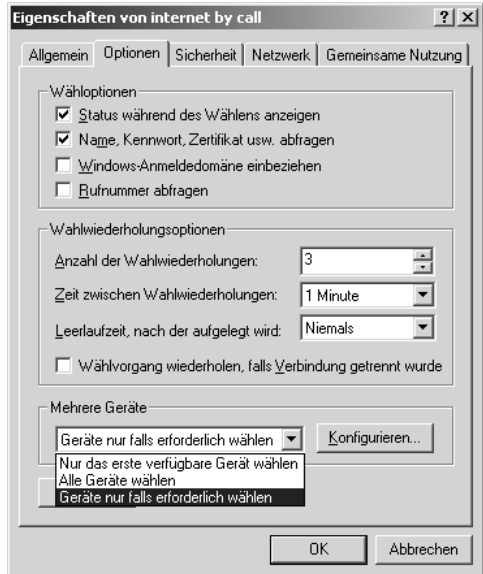 Eigenschaften von internet by call
Allgemein Optionen Sicherheit Netzwerk Gemeinsame Nutzung
Wähloptionen
Status während des Wählens anzeigen
Name, Kennwort, Zertifikat usw. abfragen
Windows-Anmeldedomäne einbeziehen
Rufnummer abfragen
Wahlwiederholungsoptionen
Anzahl der Wahlwiederholungen: 3
Zeit zwischen Wahlwiederholungen: 1 Minute
Leerlaufzeit, nach der aufgelegt wird: Niemals
Wählvorgang wiederholen, falls Verbindung getrennt wurde
Mehrere Geräte
Geräte nur falls erforderlich wählen Konfigurieren...
Nur das erste verfügbare Gerät wählen
Alle Geräte wählen
Geräte nur falls erforderlich wählen
OK Abbrechen